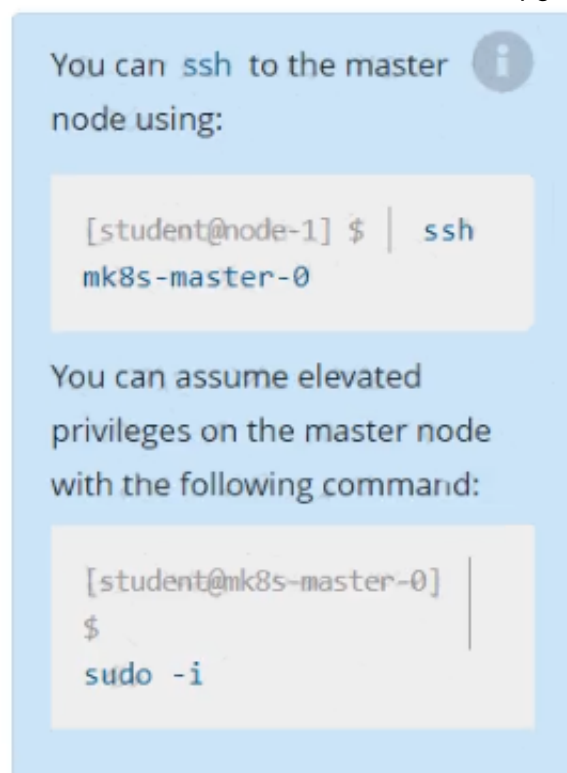 You can ssh to the master
node using:
[student@node-1] $ | ssh
mk8s-master-0
You can assume elevated
privileges on the master node
with the following command:
[student@mk8s-master-0]
$
sudo -i